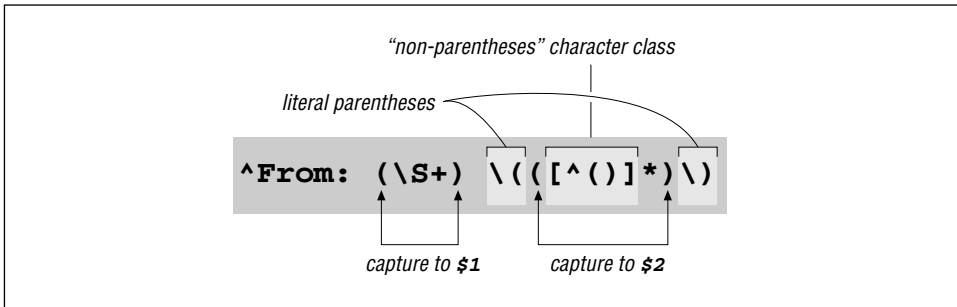 “non-parentheses” character class
literal parentheses
^From: (\S+) \(([^()]*)\)
capture to $1 capture to $2